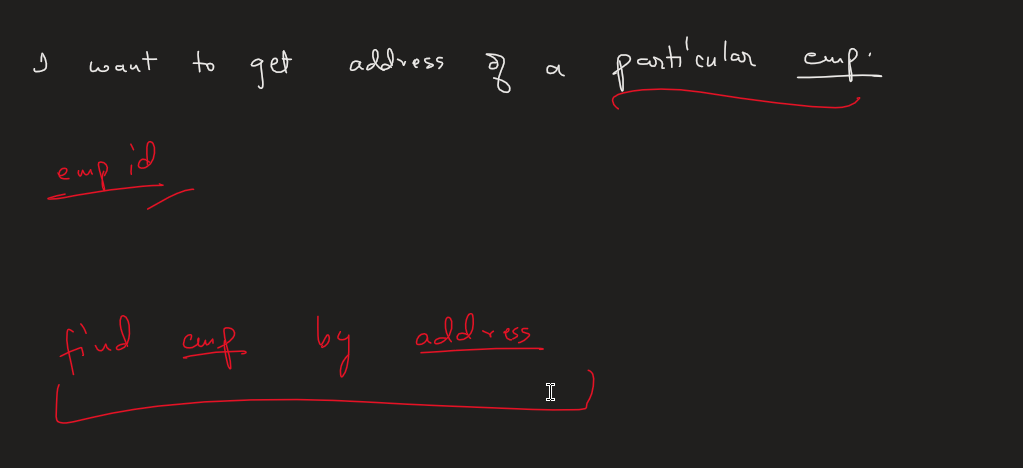 I want to get address of a particular emp.
emp id
find emp by address